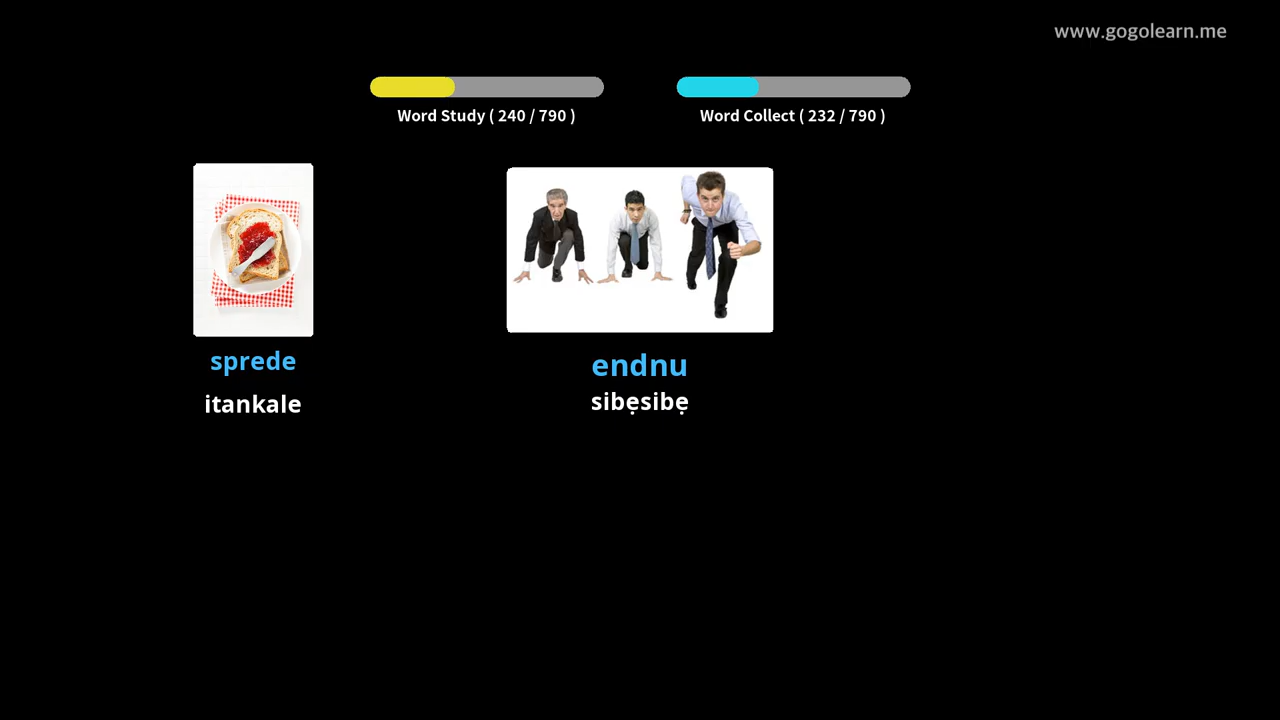 www.gogolearn.me
Word Study ( 240 / 790 )
Word Collect ( 232 / 790 )
sprede
itankale
endnu
sibẹsibẹ